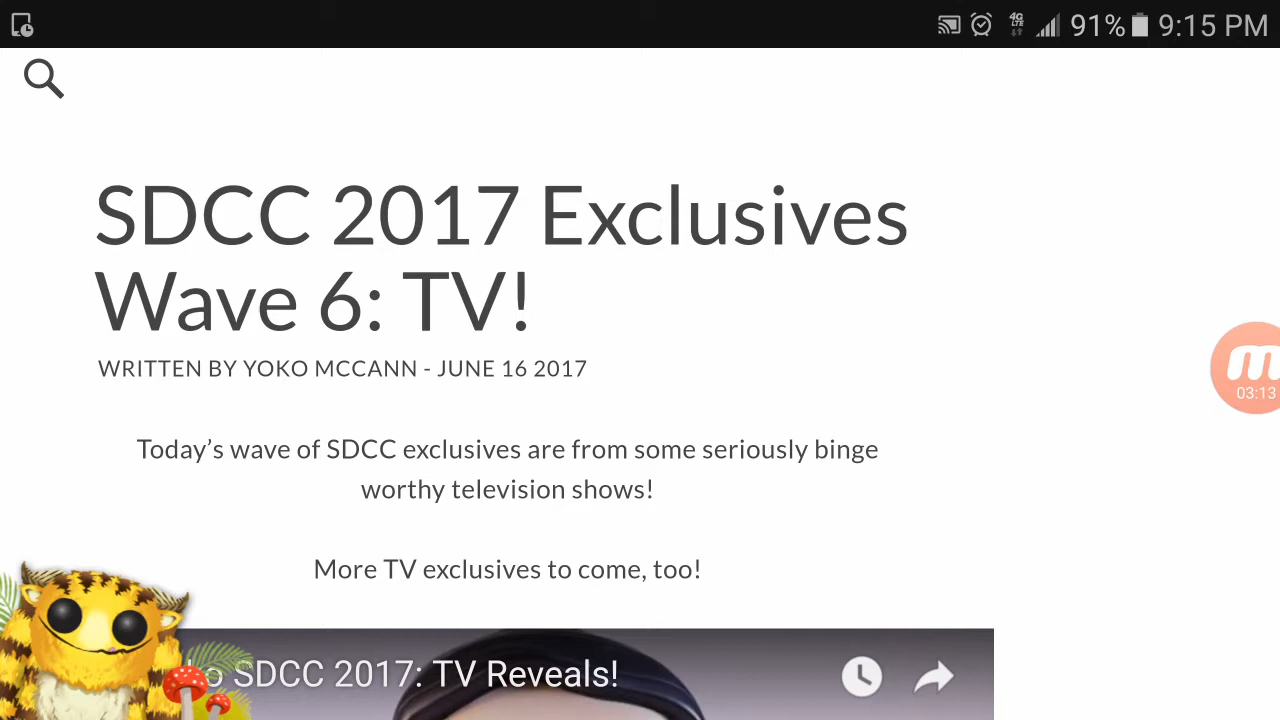 4G LTE 91% 9:15 PM
SDCC 2017 Exclusives
Wave 6: TV!
WRITTEN BY YOKO MCCANN - JUNE 16 2017
03:13
Today’s wave of SDCC exclusives are from some seriously binge
worthy television shows!
More TV exclusives to come, too!
SDCC 2017: TV Reveals!